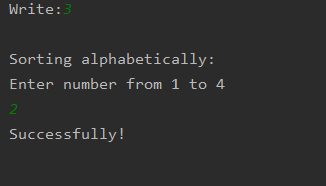 Write:3
Sorting alphabetically:
Enter number from 1 to 4
2
Successfully!